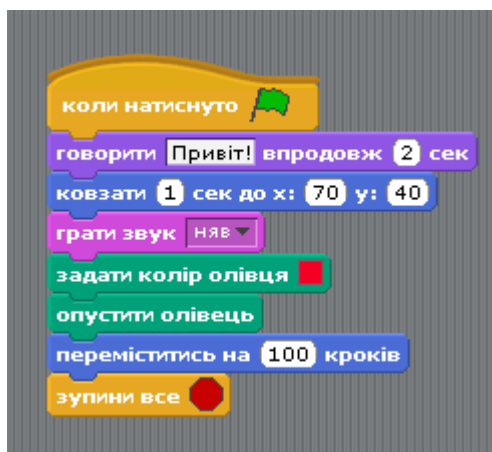 коли натиснуто
говорити Привіт! впродовж 2 сек
ковзати 1 сек до x: 70 y: 40
грати звук няв
задати колір олівця
опустити олівець
переміститись на 100 кроків
зупини все